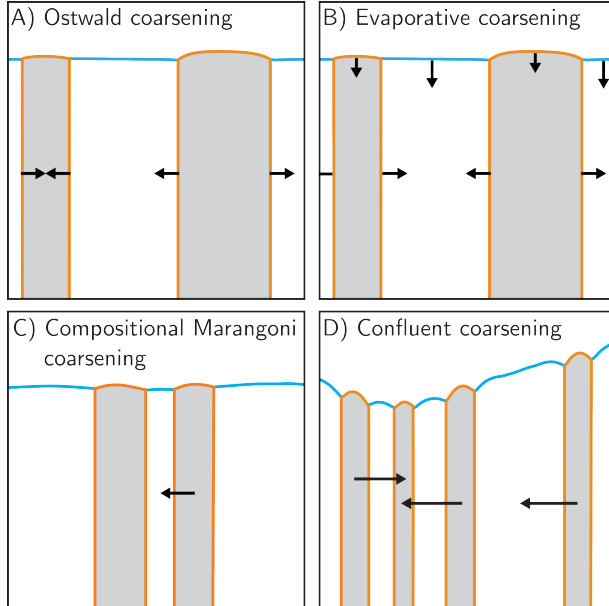 A) Ostwald coarsening
B) Evaporative coarsening
C) Compositional Marangoni
coarsening
D) Confluent coarsening